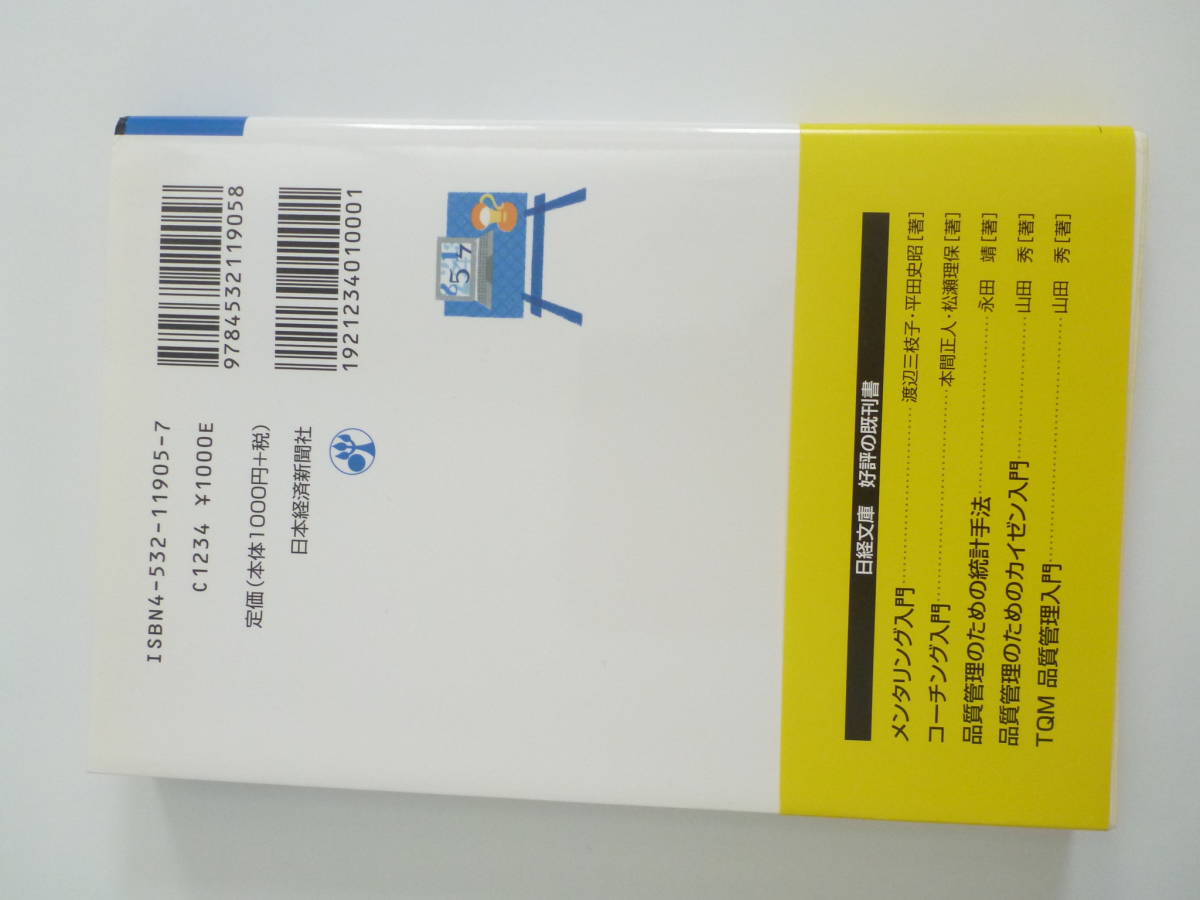 9784532119058
1921234010001
ISBN4-532-11905-7
C1234 ¥1000E
定価(本体1000円+税)
日本経済新聞社
日経文庫 好評の既刊書
メンタリング入門…………渡辺三枝子・平田史昭[著]
コーチング入門…………本間正人・松瀬理保[著]
品質管理のための統計手法…………永田 靖[著]
品質管理のためのカイゼン入門…………山田 秀[著]
TQM 品質管理入門…………山田 秀[著]